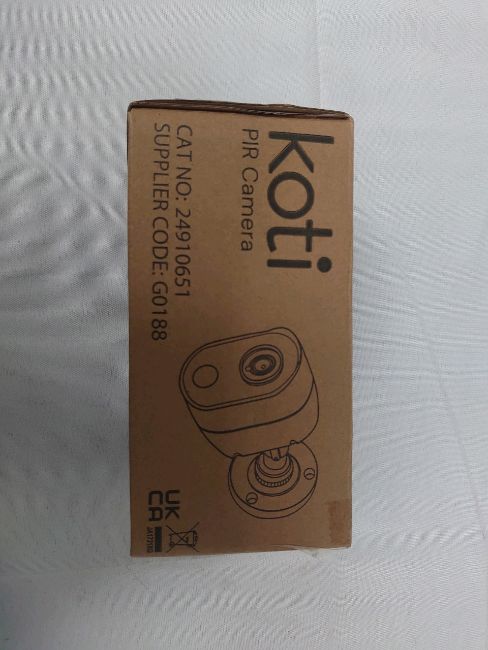 koti
PIR Camera
CAT NO: 24910651
SUPPLIER CODE: G0188
UK
CA